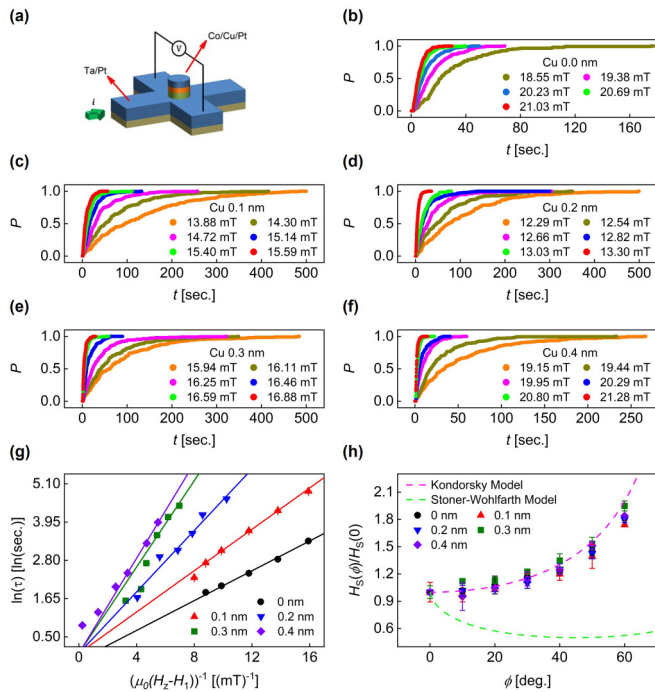 (a)
Co/Cu/Pt
V
Ta/Pt
i
(b)
Cu 0.0 nm
18.55 mT 19.38 mT
20.23 mT 20.69 mT
21.03 mT
P
1.0
0.5
0.0
0 40 80 120 160
t [sec.]
(c)
Cu 0.1 nm
13.88 mT 14.30 mT
14.72 mT 15.14 mT
15.40 mT 15.59 mT
P
1.0
0.5
0.0
0 100 200 300 400 500
t [sec.]
(d)
Cu 0.2 nm
12.29 mT 12.54 mT
12.66 mT 12.82 mT
13.03 mT 13.30 mT
P
1.0
0.5
0.0
0 100 200 300 400 500
t [sec.]
(e)
Cu 0.3 nm
15.94 mT 16.11 mT
16.25 mT 16.46 mT
16.59 mT 16.88 mT
P
1.0
0.5
0.0
0 100 200 300 400 500
t [sec.]
(f)
Cu 0.4 nm
19.15 mT 19.44 mT
19.95 mT 20.29 mT
20.80 mT 21.28 mT
P
1.0
0.5
0.0
0 50 100 150 200 250
t [sec.]
(g)
ln(τ) [ln(sec.)]
5.10
3.95
2.80
1.65
0.50
0 nm
0.1 nm 0.2 nm
0.3 nm 0.4 nm
0 4 8 12 16
(μ₀(H_z-H_1))⁻¹ [(mT)⁻¹]
(h)
Kondorsky Model
Stoner-Wohlfarth Model
0 nm 0.1 nm
0.2 nm 0.3 nm
0.4 nm
H_S(ϕ)/H_S(0)
2.1
1.8
1.5
1.2
0.9
0.6
0 20 40 60
ϕ [deg.]